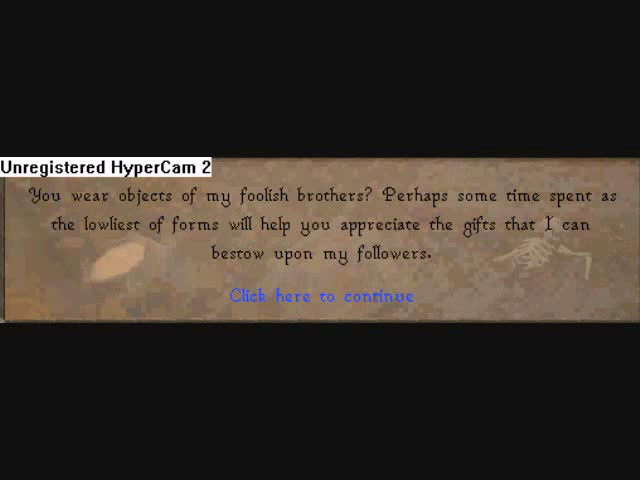 Unregistered HyperCam 2
You wear objects of my foolish brothers? Perhaps some time spent as
the lowliest of forms will help you appreciate the gifts that I can
bestow upon my followers.
Click here to continue